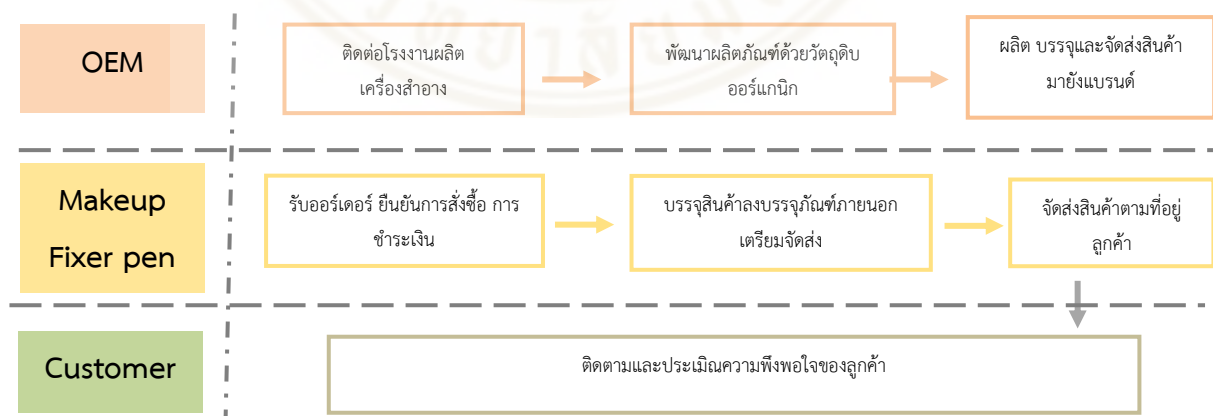 วิทยาลัยม
OEM
ติดต่อโรงงานผลิต
เครื่องสำอาง
พัฒนาผลิตภัณฑ์ด้วยวัตถุดิบ
ออร์แกนิก
ผลิต บรรจุและจัดส่งสินค้า
มายังแบรนด์
Makeup
Fixer pen
รับออร์เดอร์ ยืนยันการสั่งซื้อ การ
ชำระเงิน
บรรจุสินค้าลงบรรจุภัณฑ์ภายนอก
เตรียมจัดส่ง
จัดส่งสินค้าตามที่อยู่
ลูกค้า
Customer
ติดตามและประเมินความพึงพอใจของลูกค้า